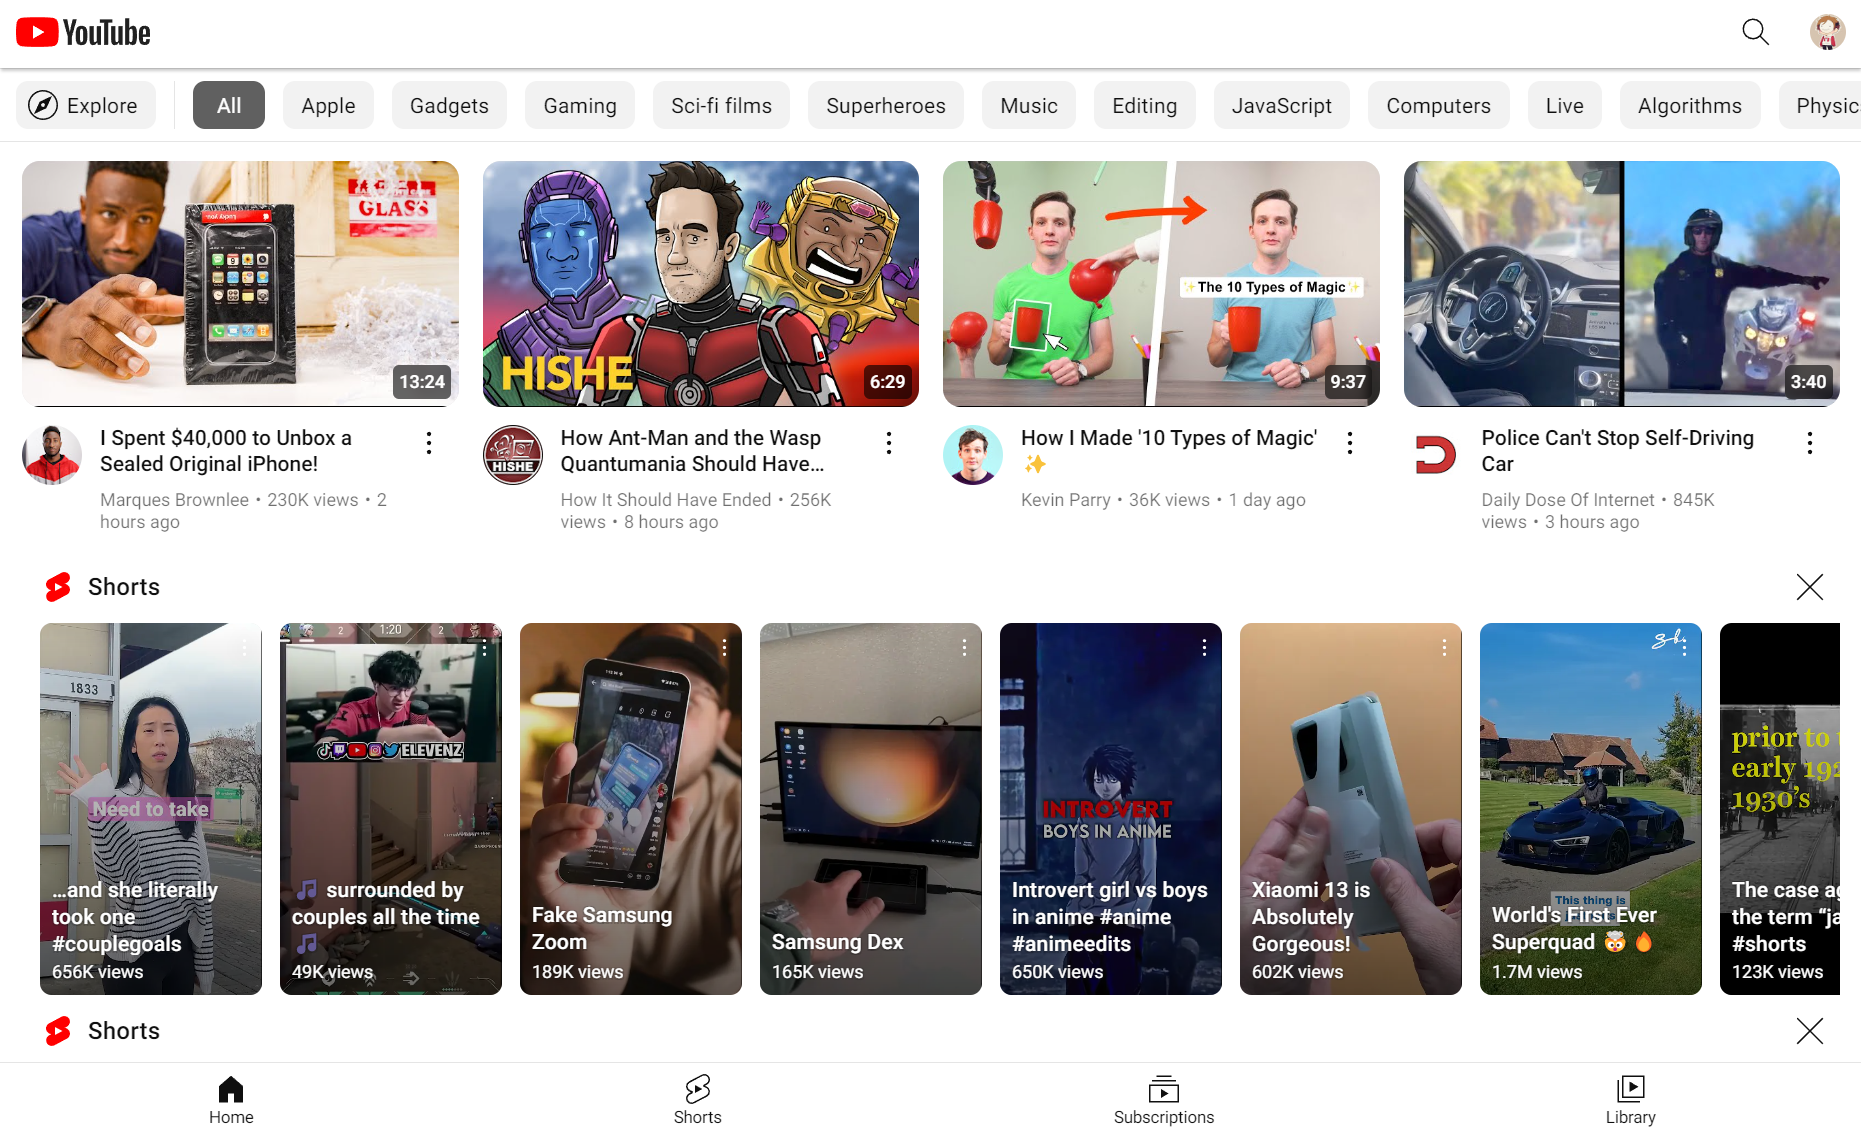 YouTube
Explore
All
Apple
Gadgets
Gaming
Sci-fi films
Superheroes
Music
Editing
JavaScript
Computers
Live
Algorithms
Physic
GLASS
Lucky you
13:24
HISHE
6:29
✨The 10 Types of Magic✨
9:37
3:40
I Spent $40,000 to Unbox a
Sealed Original iPhone!
Marques Brownlee • 230K views • 2
hours ago
HISHE
How Ant-Man and the Wasp
Quantumania Should Have...
How It Should Have Ended • 256K
views • 8 hours ago
How I Made '10 Types of Magic'
✨
Kevin Parry • 36K views • 1 day ago
Police Can't Stop Self-Driving
Car
Daily Dose Of Internet • 845K
views • 3 hours ago
Shorts
1833
Need to take
...and she literally
took one
#couplegoals
656K views
2 1:20 2
ELEVENZ
🎵 surrounded by
couples all the time
🎵
49K views
Fake Samsung
Zoom
189K views
Samsung Dex
165K views
INTROVERT
BOYS IN ANIME
Introvert girl vs boys
in anime #anime
#animeedits
650K views
Xiaomi 13 is
Absolutely
Gorgeous!
602K views
This thing is
World's First Ever
Superquad 🤯🔥
1.7M views
prior to
early 192
1930's
The case ag
the term “ja
#shorts
123K views
Shorts
Home
Shorts
Subscriptions
Library